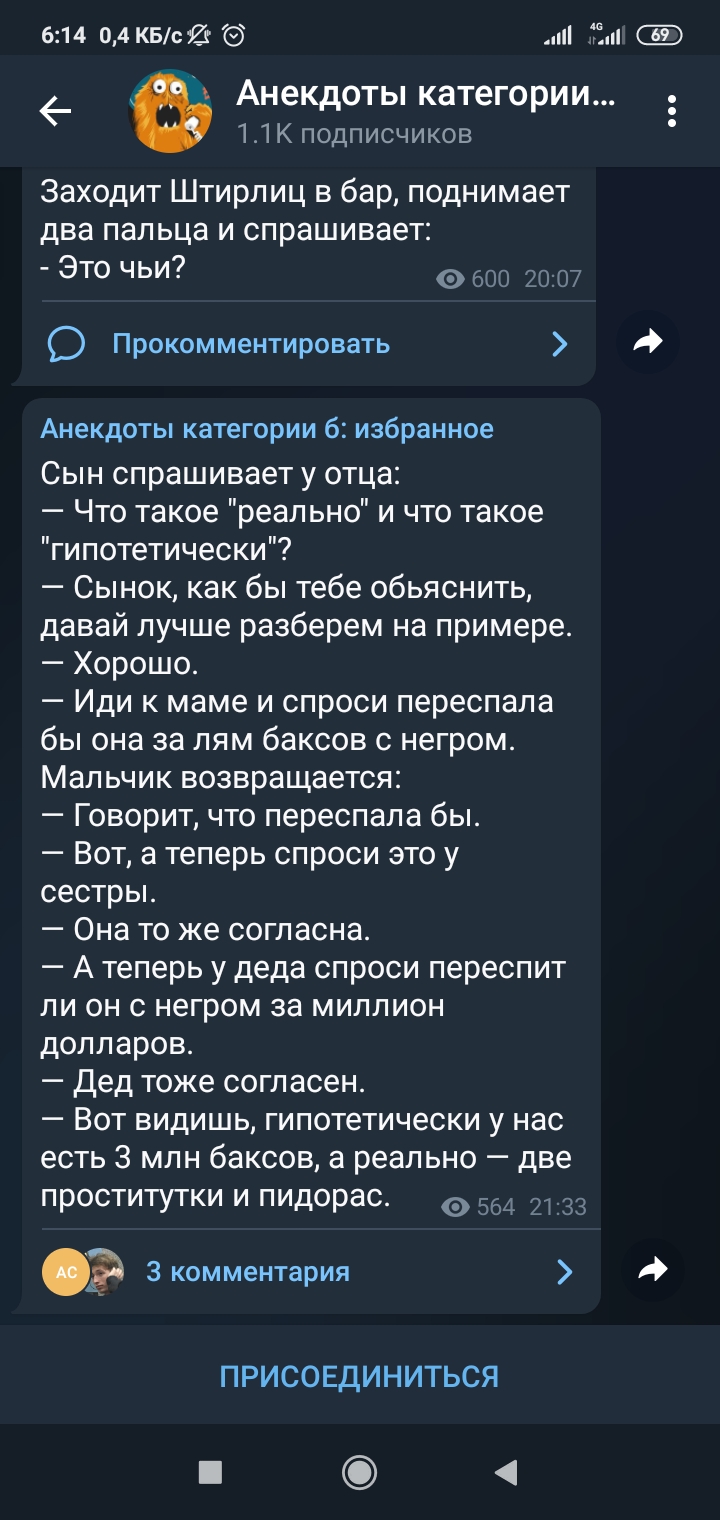 6:14 0,4 КБ/с 4G 69
Анекдоты категории...
1.1K подписчиков
Заходит Штирлиц в бар, поднимает
два пальца и спрашивает:
- Это чьи?
600 20:07
Прокомментировать
Анекдоты категории б: избранное
Сын спрашивает у отца:
— Что такое "реально" и что такое
"гипотетически"?
— Сынок, как бы тебе обьяснить,
давай лучше разберем на примере.
— Хорошо.
— Иди к маме и спроси переспала
бы она за лям баксов с негром.
Мальчик возвращается:
— Говорит, что переспала бы.
— Вот, а теперь спроси это у
сестры.
— Она то же согласна.
— А теперь у деда спроси переспит
ли он с негром за миллион
долларов.
— Дед тоже согласен.
— Вот видишь, гипотетически у нас
есть 3 млн баксов, а реально — две
проститутки и пидорас.
564 21:33
АС 3 комментария
ПРИСОЕДИНИТЬСЯ